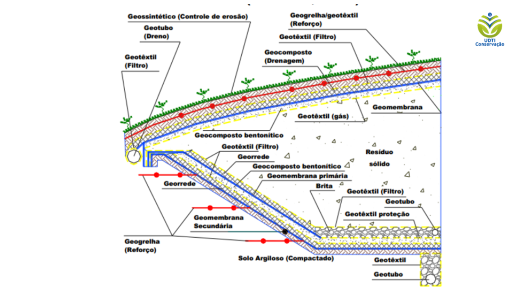 Geossintético (Controle de erosão)
Geotubo
(Dreno)
Geotêxtil
(Filtro)
Geogrelha/geotêxtil
(Reforço)
Geotêxtil (Filtro)
Geocomposto
(Drenagem)
UDTI
Conservação
Geomembrana
Geotêxtil (gás)
Geocomposto bentonítico
Geotêxtil (Filtro)
Georrede
Geocomposto bentonítico
Geomembrana primária
Resíduo
sólido
Georrede
Brita
Geotêxtil (Filtro)
Geotubo
Geotêxtil proteção
Geomembrana
Secundária
Geogrelha
(Reforço)
Solo Argiloso (Compactado)
Geotêxtil
Geotubo